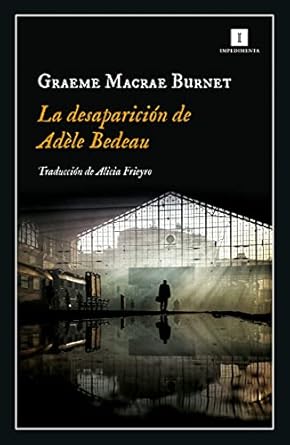 I
IMPEDIMENTA
GRAEME MACRAE BURNET
La desaparición de
Adèle Bedeau
Traducción de Alicia Frieyro